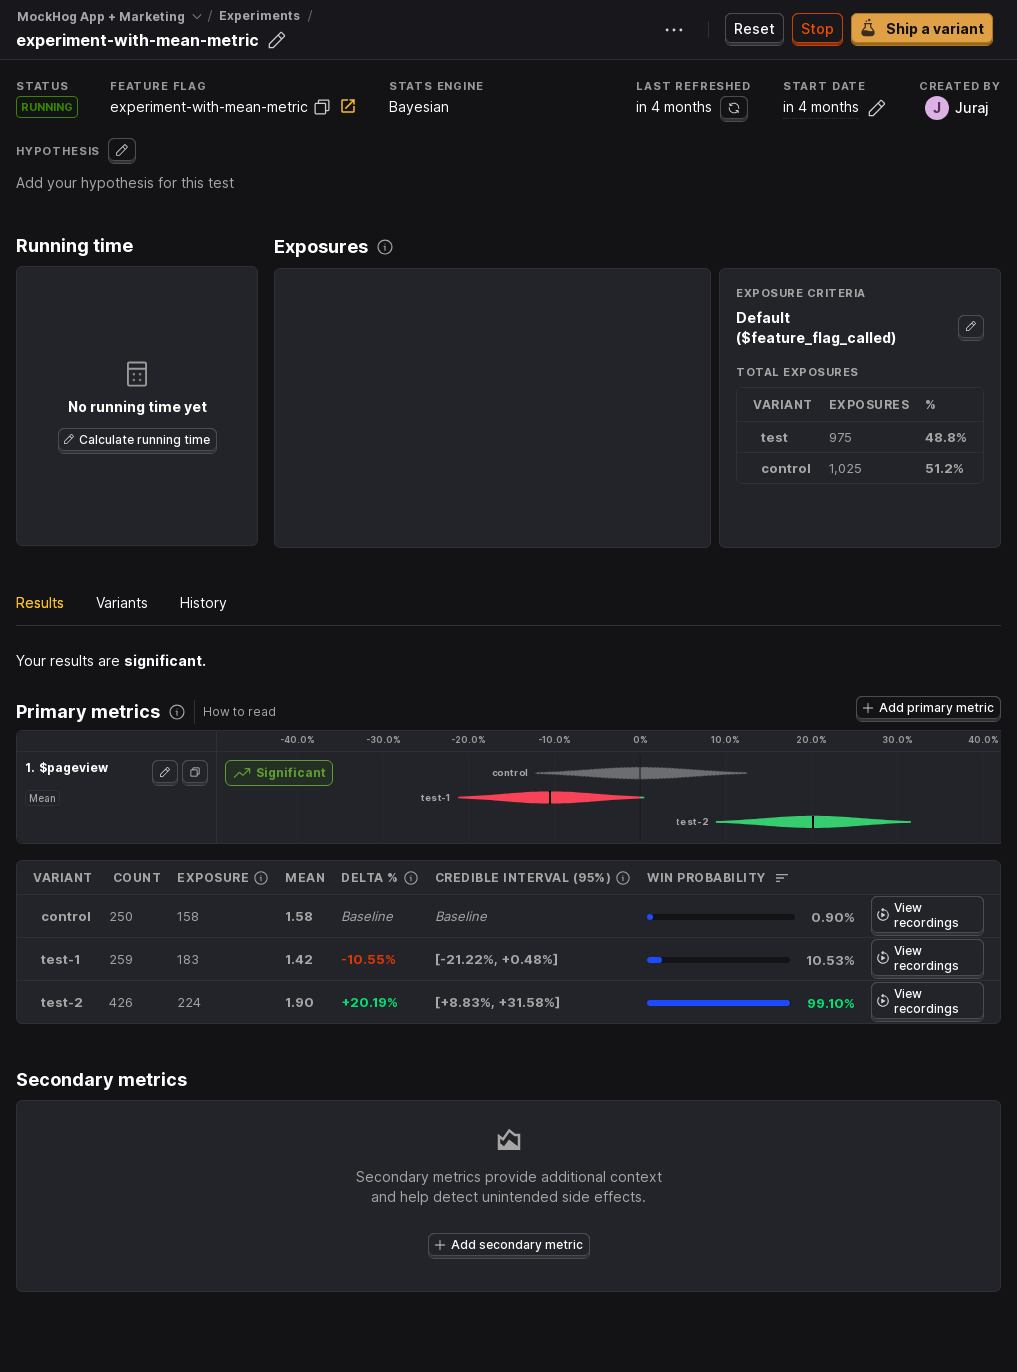 MockHog App + Marketing / Experiments /
experiment-with-mean-metric
Reset
Stop
Ship a variant
STATUS
RUNNING
FEATURE FLAG
experiment-with-mean-metric
STATS ENGINE
Bayesian
LAST REFRESHED
in 4 months
START DATE
in 4 months
CREATED BY
J Juraj
HYPOTHESIS
Add your hypothesis for this test
Running time
No running time yet
Calculate running time
Exposures
EXPOSURE CRITERIA
Default
($feature_flag_called)
TOTAL EXPOSURES
VARIANT EXPOSURES %
test 975 48.8%
control 1,025 51.2%
Results Variants History
Your results are significant.
Primary metrics How to read
Add primary metric
-40.0% -30.0% -20.0% -10.0% 0% 10.0% 20.0% 30.0% 40.0%
1. $pageview
Mean
Significant
control
test-1
test-2
VARIANT COUNT EXPOSURE MEAN DELTA % CREDIBLE INTERVAL (95%) WIN PROBABILITY
control 250 158 1.58 Baseline Baseline 0.90% View
recordings
test-1 259 183 1.42 -10.55% [-21.22%, +0.48%] 10.53% View
recordings
test-2 426 224 1.90 +20.19% [+8.83%, +31.58%] 99.10% View
recordings
Secondary metrics
Secondary metrics provide additional context
and help detect unintended side effects.
Add secondary metric